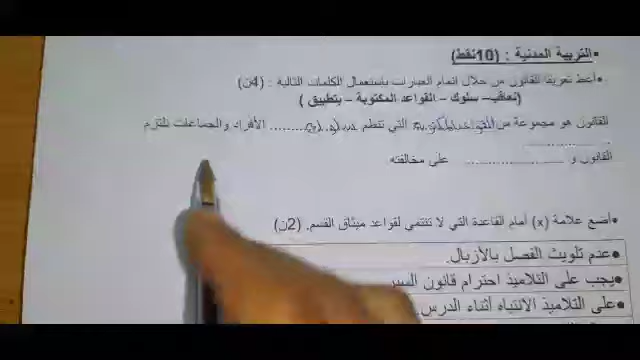 •التربية المدنية : (10نقط)
•أعط تعريفا للقانون من خلال اتمام العبارات باستعمال الكلمات التالية : (4ن)
(تعاقب– سلوك – القواعد المكتوبة – بتطبيق )
القانون هو مجموعة من القواعد المكتوبة التي تنظم سلوك ......... الأفراد والجماعات تلتزم
....................
القانون و .................... على مخالفته
•أضع علامة (x) أمام القاعدة التي لا تنتمي لقواعد ميثاق القسم. (2ن)
•عدم تلويث الفصل بالأزبال.
•يجب على التلاميذ احترام قانون السير
•على التلاميذ الانتباه أثناء الدرس.